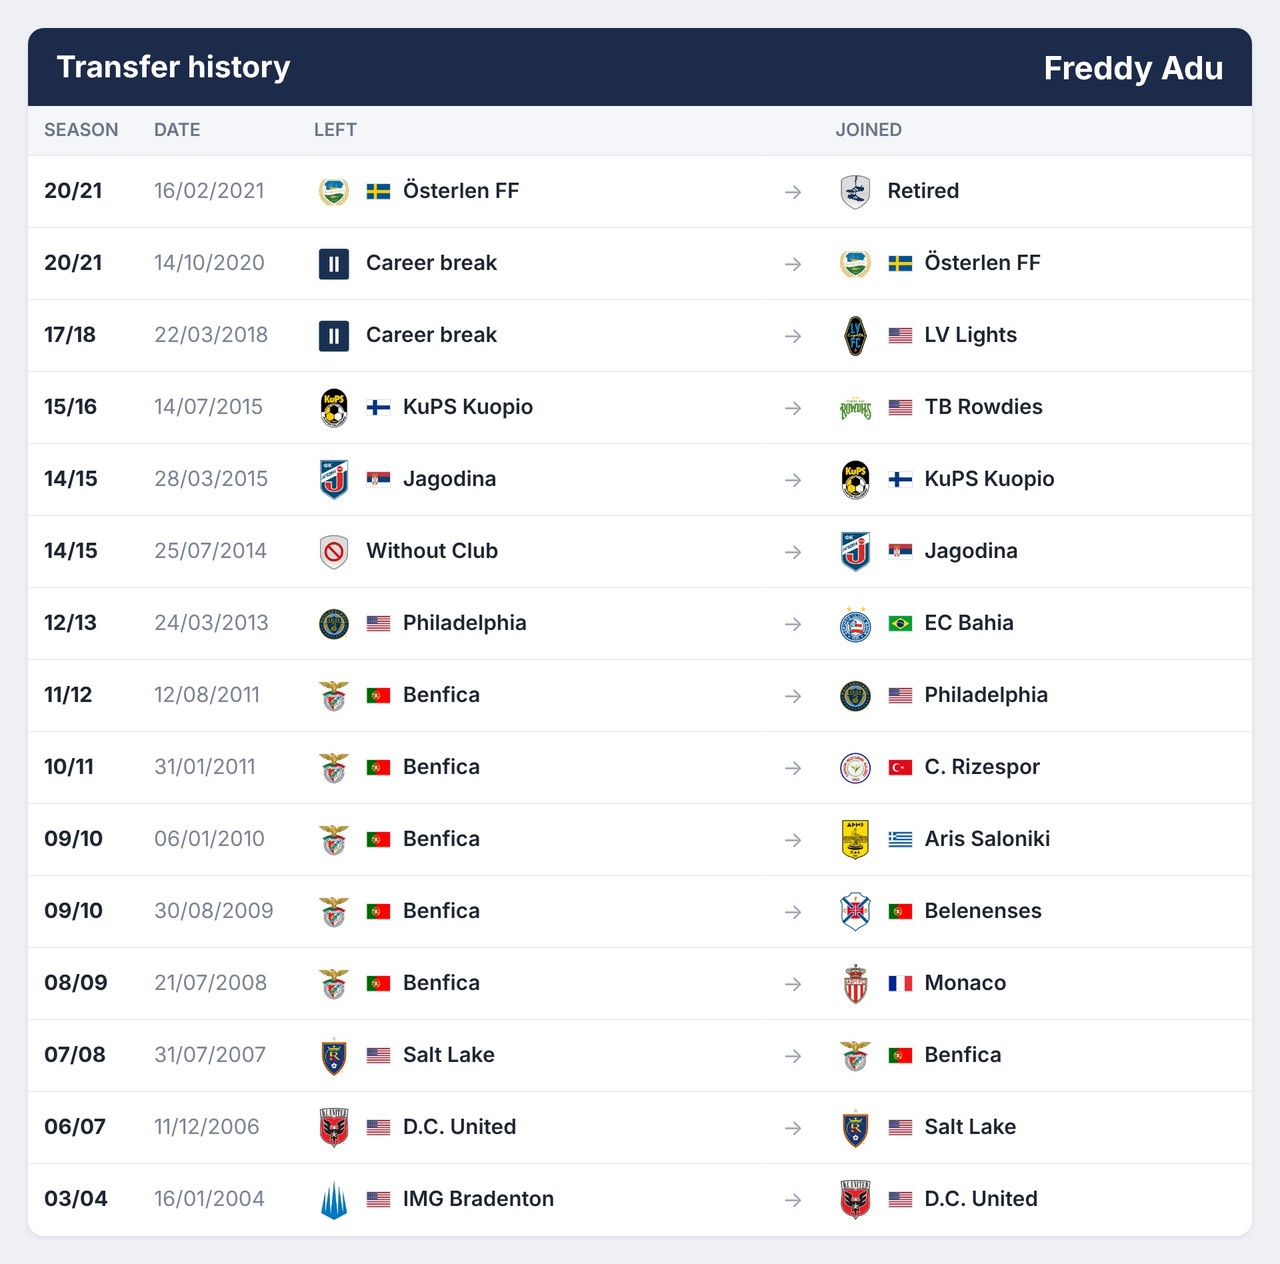 Transfer history Freddy Adu
SEASON DATE LEFT JOINED
20/21 16/02/2021 Österlen FF → Retired
20/21 14/10/2020 Career break → Österlen FF
17/18 22/03/2018 Career break → LV Lights
15/16 14/07/2015 KuPS Kuopio → TB Rowdies
14/15 28/03/2015 Jagodina → KuPS Kuopio
14/15 25/07/2014 Without Club → Jagodina
12/13 24/03/2013 Philadelphia → EC Bahia
11/12 12/08/2011 Benfica → Philadelphia
10/11 31/01/2011 Benfica → C. Rizespor
09/10 06/01/2010 Benfica → Aris Saloniki
09/10 30/08/2009 Benfica → Belenenses
08/09 21/07/2008 Benfica → Monaco
07/08 31/07/2007 Salt Lake → Benfica
06/07 11/12/2006 D.C. United → Salt Lake
03/04 16/01/2004 IMG Bradenton → D.C. United